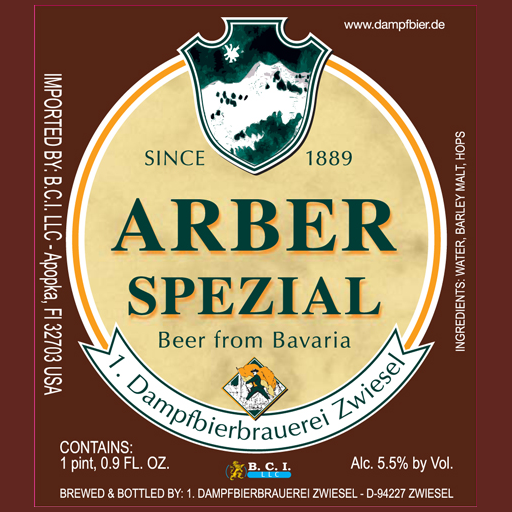 www.dampfbier.de
IMPORTED BY: B.C.I. LLC - Apopka, Fl 32703 USA
SINCE 1889
ARBER
SPEZIAL
Beer from Bavaria
1. Dampfbierbrauerei Zwiesel
INGREDIENTS: WATER, BARLEY MALT, HOPS
CONTAINS:
1 pint, 0.9 FL. OZ.
B. C. I.
LLC
Alc. 5.5% by Vol.
BREWED & BOTTLED BY: 1. DAMPFBIERBRAUEREI ZWIESEL - D-94227 ZWIESEL